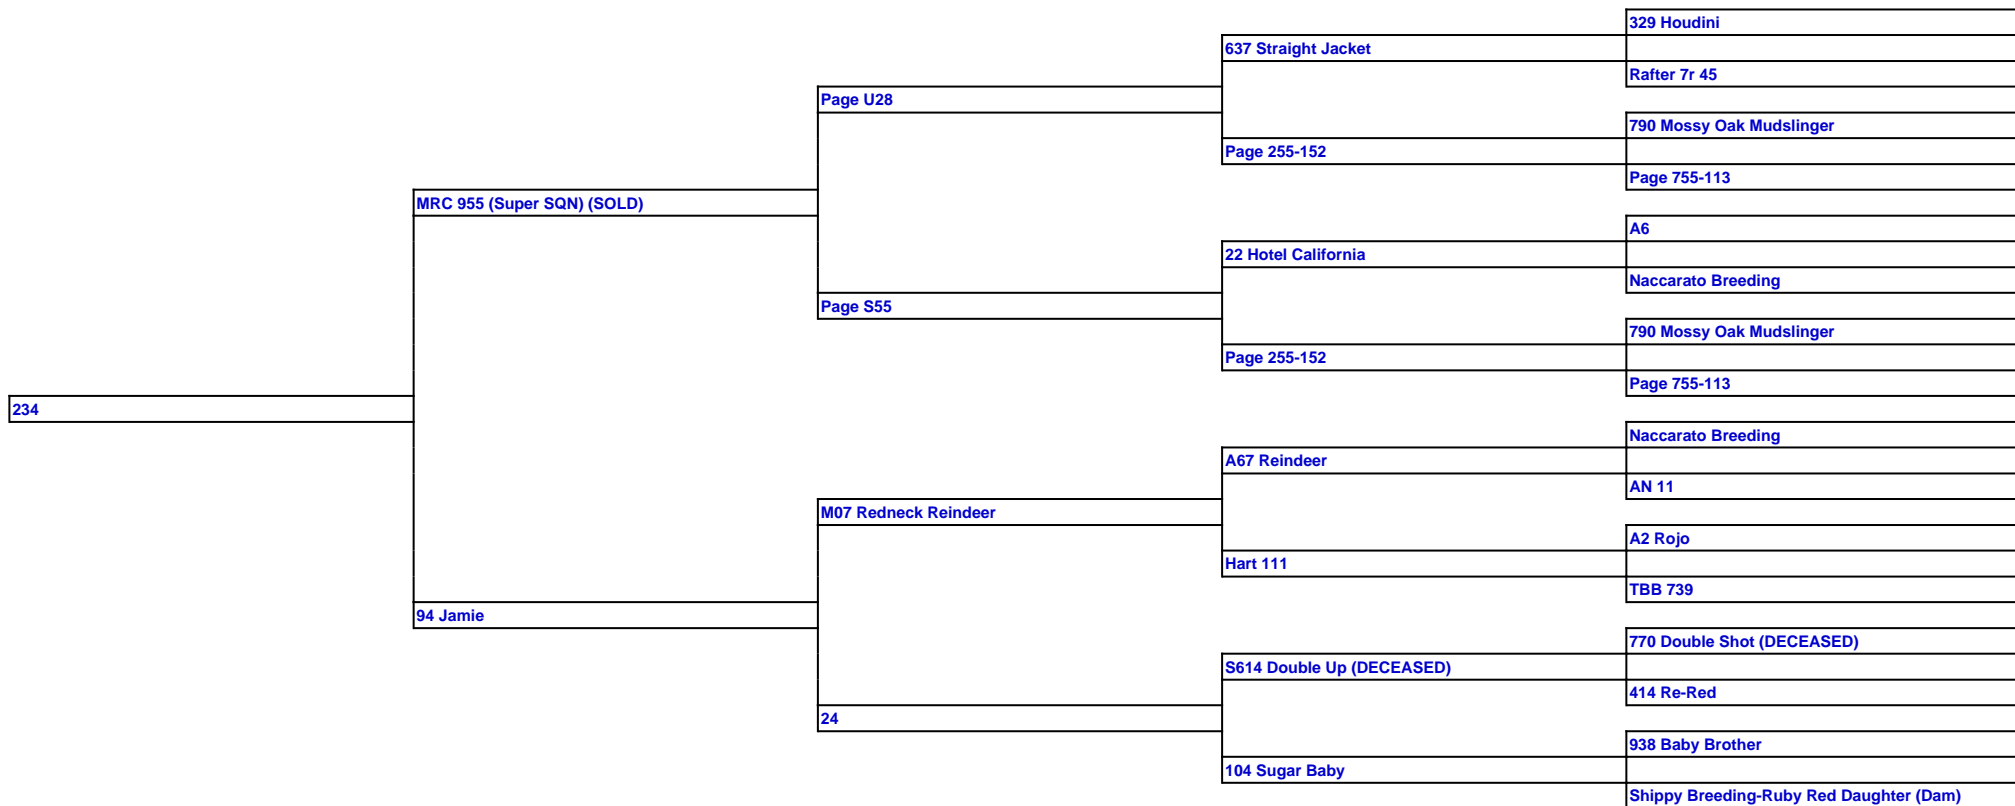 329 Houdini
637 Straight Jacket
Rafter 7r 45
Page U28
790 Mossy Oak Mudslinger
Page 255-152
Page 755-113
MRC 955 (Super SQN) (SOLD)
A6
22 Hotel California
Naccarato Breeding
Page S55
790 Mossy Oak Mudslinger
Page 255-152
Page 755-113
234
Naccarato Breeding
A67 Reindeer
AN 11
M07 Redneck Reindeer
A2 Rojo
Hart 111
TBB 739
94 Jamie
770 Double Shot (DECEASED)
S614 Double Up (DECEASED)
414 Re-Red
24
938 Baby Brother
104 Sugar Baby
Shippy Breeding-Ruby Red Daughter (Dam)